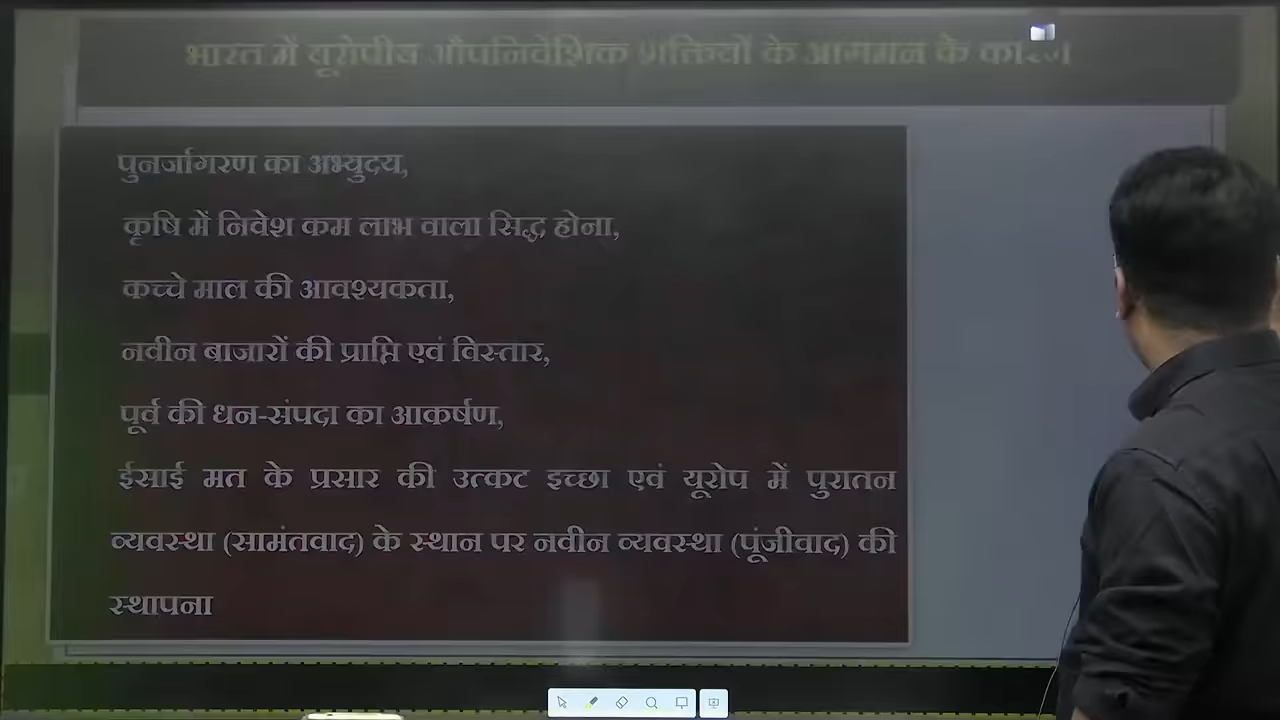 भारत में यूरोपीय औपनिवेशिक शक्तियों के आगमन के कारण
पुनर्जागरण का अभ्युदय,
कृषि में निवेश कम लाभ वाला सिद्ध होना,
कच्चे माल की आवश्यकता,
नवीन बाजारों की प्राप्ति एवं विस्तार,
पूर्व की धन-संपदा का आकर्षण,
ईसाई मत के प्रसार की उत्कट इच्छा एवं यूरोप में पुरातन
व्यवस्था (सामंतवाद) के स्थान पर नवीन व्यवस्था (पूंजीवाद) की
स्थापना